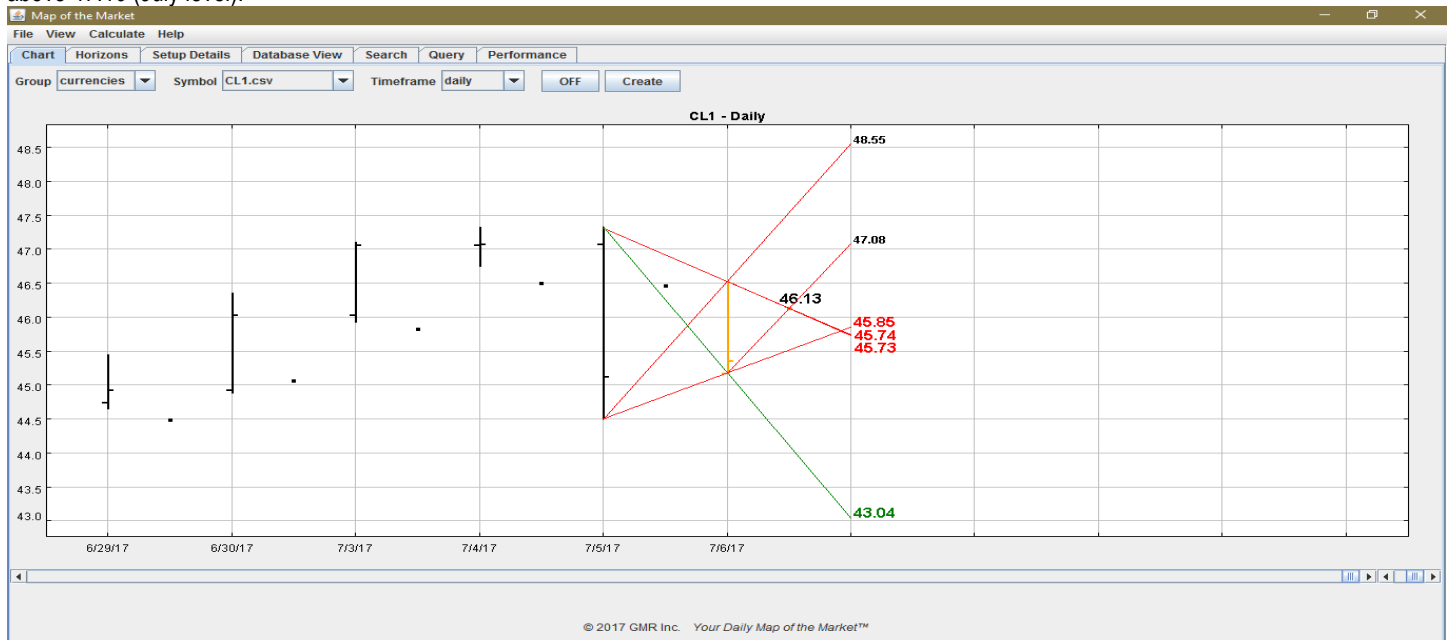 Map of the Market
File View Calculate Help
Chart Horizons Setup Details Database View Search Query Performance
Group currencies Symbol CL1.csv Timeframe daily OFF Create
CL1 - Daily
48.5
48.0
47.5
47.0
46.5
46.0
45.5
45.0
44.5
44.0
43.5
43.0
48.55
47.08
46.13
45.85
45.74
45.73
43.04
6/29/17 6/30/17 7/3/17 7/4/17 7/5/17 7/6/17
© 2017 GMR Inc. Your Daily Map of the Market™